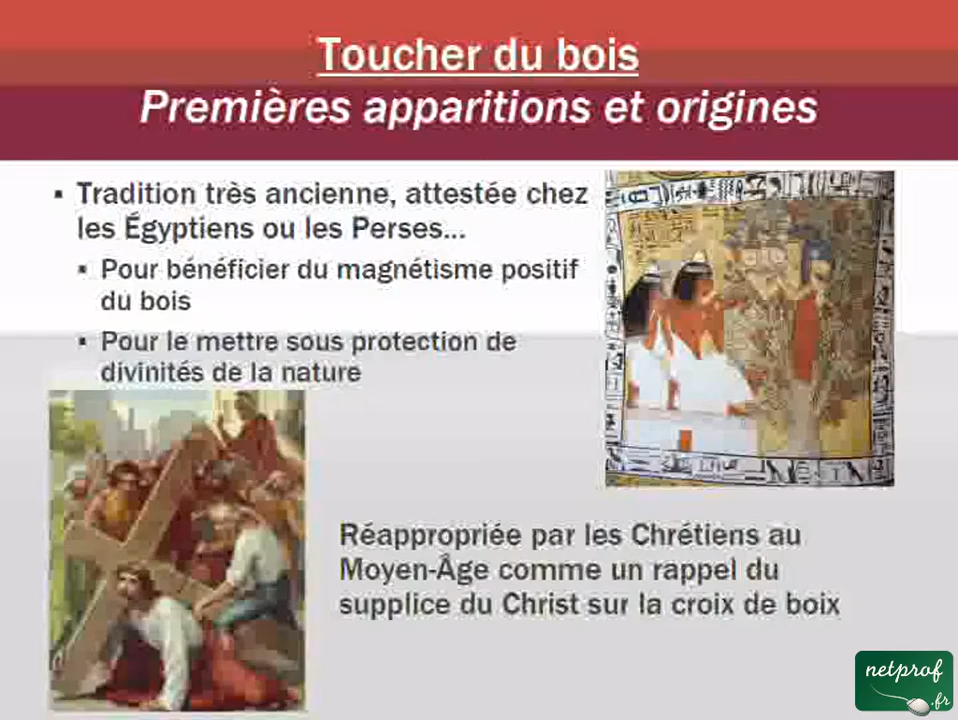 Toucher du bois
Premières apparitions et origines
▪ Tradition très ancienne, attestée chez
les Égyptiens ou les Perses...
▪ Pour bénéficier du magnétisme positif
du bois
▪ Pour le mettre sous protection de
divinités de la nature
Réappropriée par les Chrétiens au
Moyen-Âge comme un rappel du
supplice du Christ sur la croix de boix
netprof
.fr